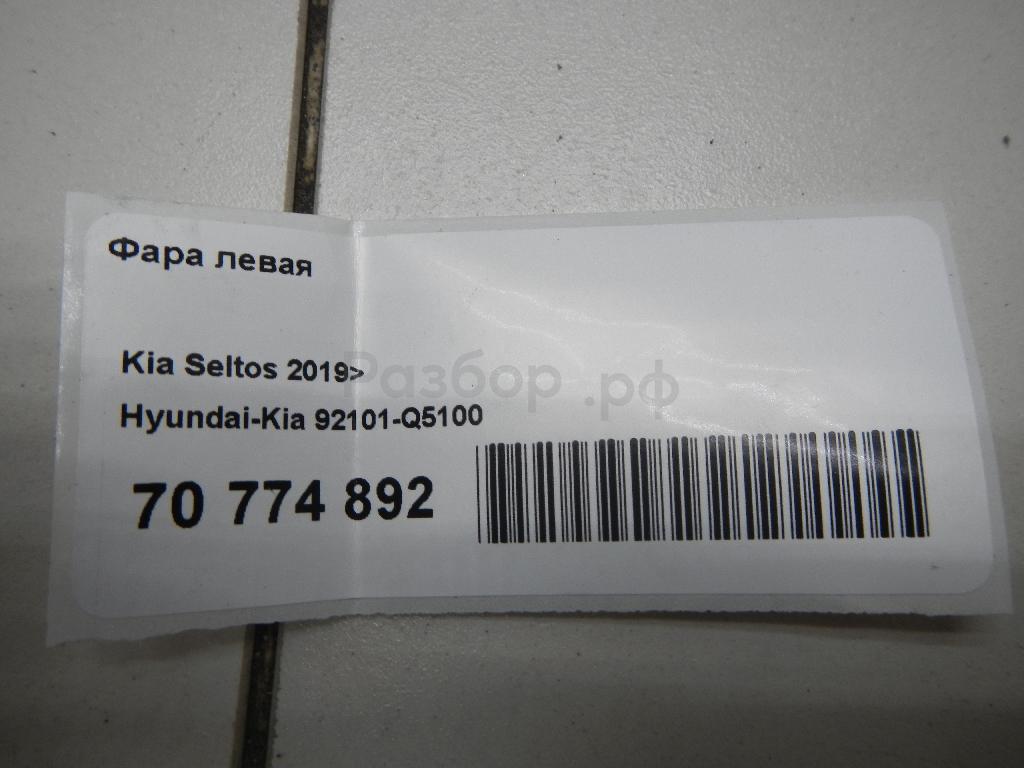 Фара левая
Kia Seltos 2019>
Разбор.рф
Hyundai-Kia 92101-Q5100
70 774 892